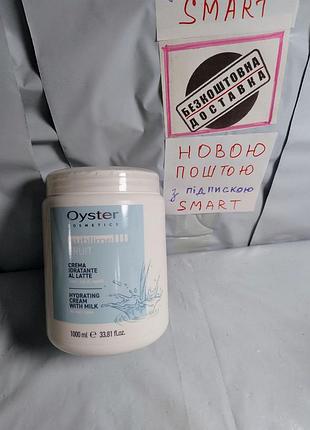 SMART
БЕЗКОШТОВНА
ДОСТАВКА
НОВОЮ
ПОШТОЮ
З ПІДПИСКОЮ
SMART
Oyster
COSMETICS
FRUIT
CREMA
IDRATANTE
AL LATTE
HYDRATING
CREAM
WITH MILK
1000 ml e 33.81 fl.oz.